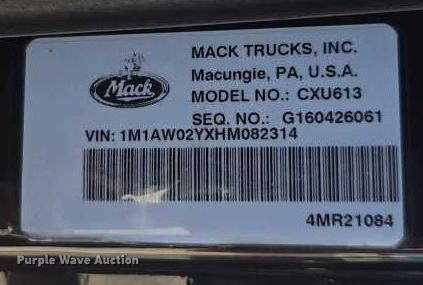 Mack
MACK TRUCKS, INC.
Macungie, PA, U.S.A.
MODEL NO.: CXU613
SEQ. NO.: G160426061
VIN: 1M1AW02YXHM082314
4MR21084
Purple Wave Auction